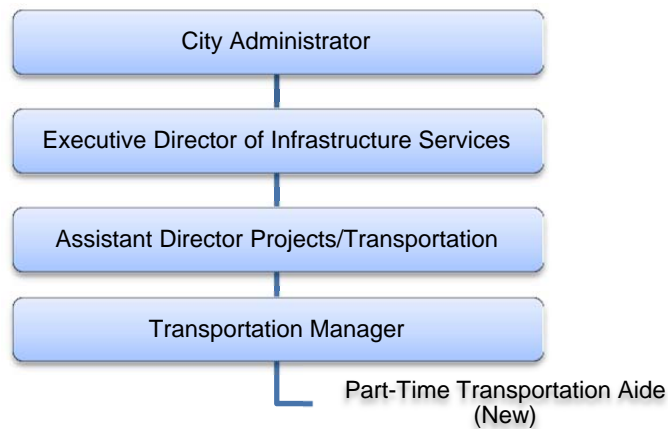 City Administrator
Executive Director of Infrastructure Services
Assistant Director Projects/Transportation
Transportation Manager
Part-Time Transportation Aide
(New)